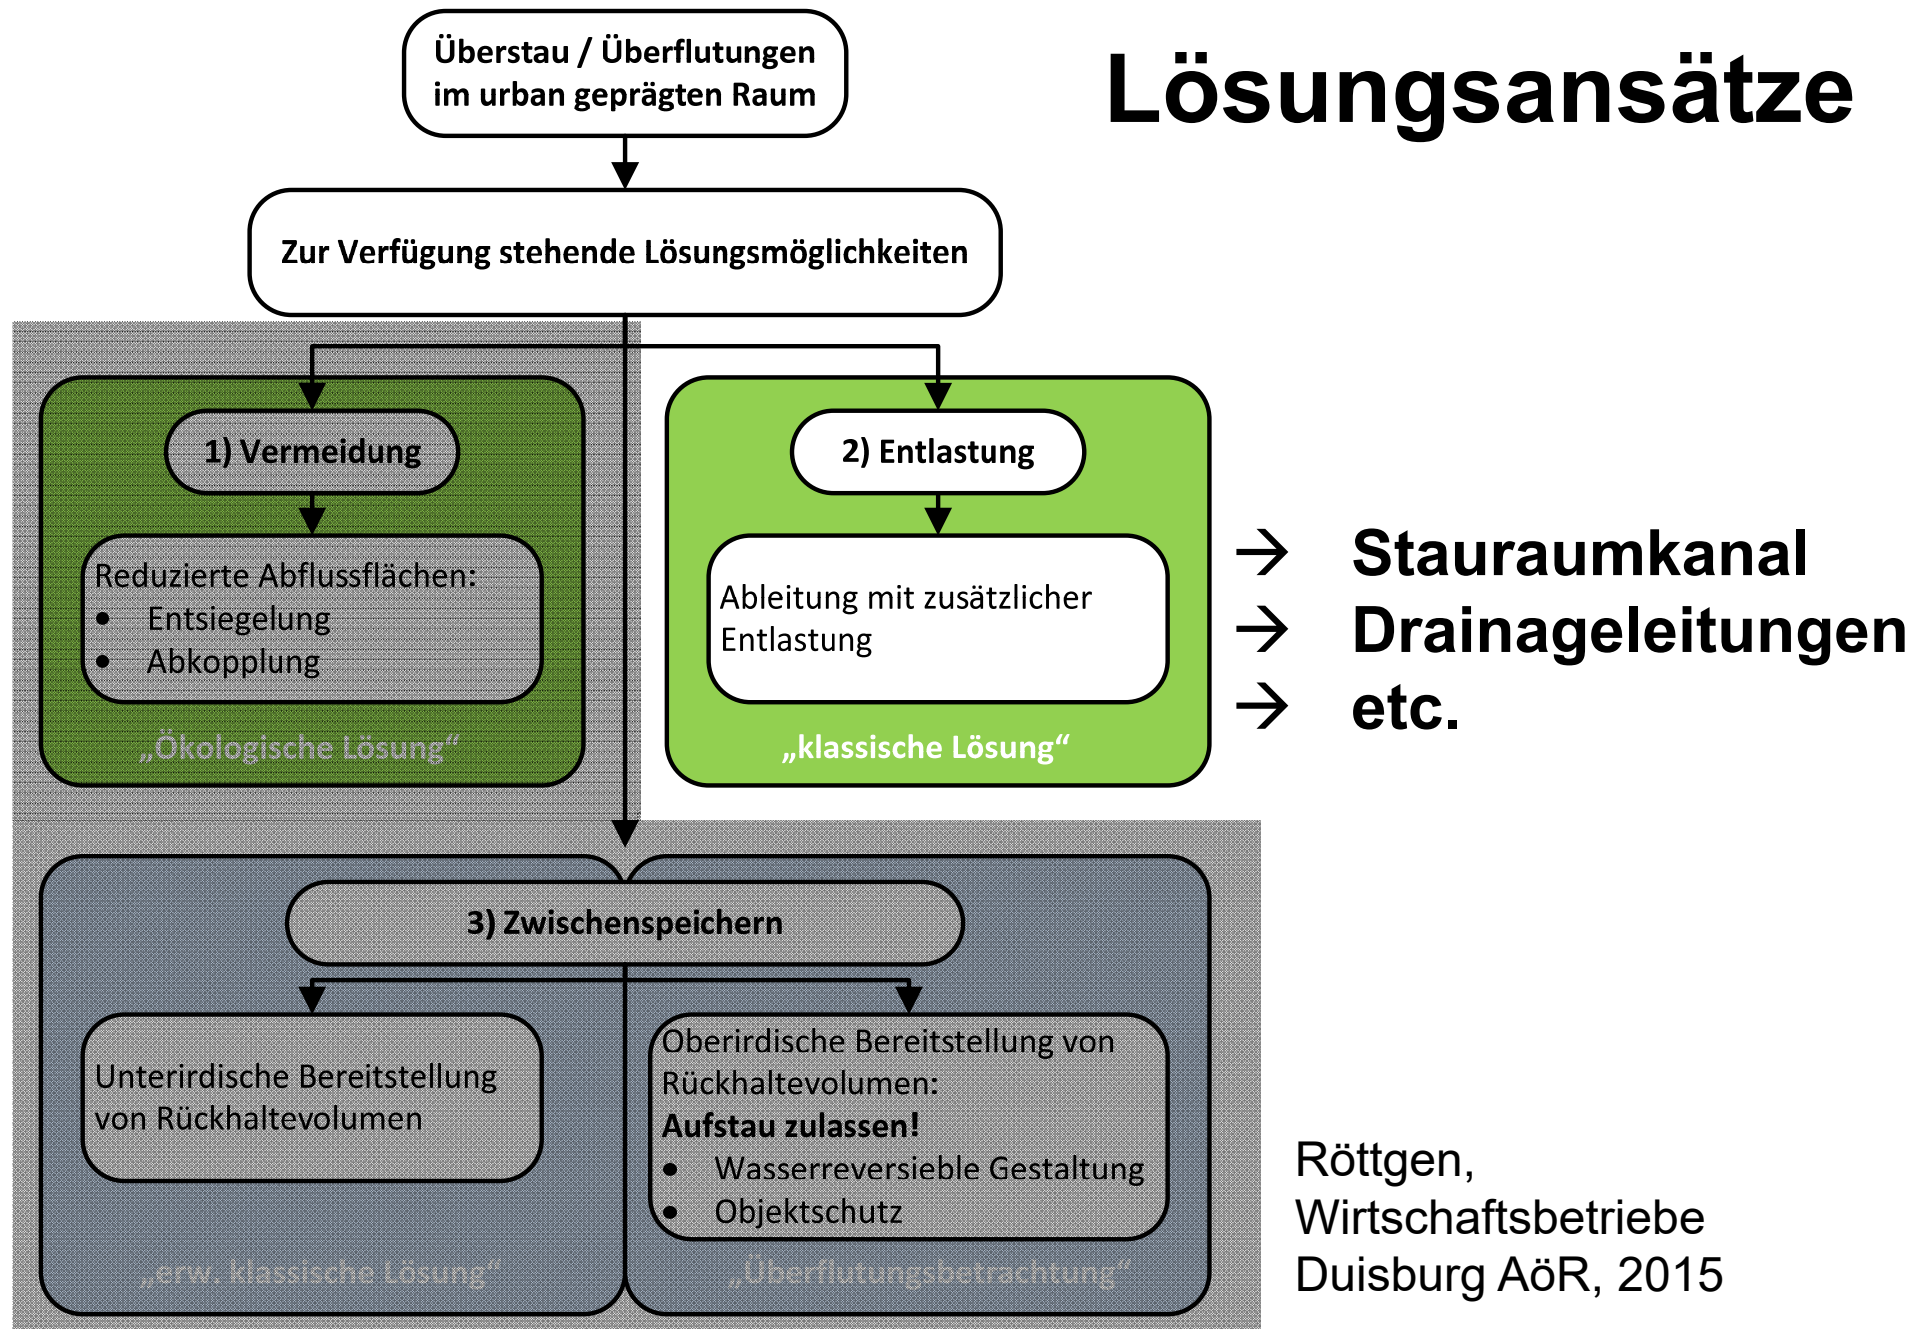 Überstau / Überflutungen
im urban geprägten Raum
Lösungsansätze
Zur Verfügung stehende Lösungsmöglichkeiten
1) Vermeidung
Reduzierte Abflussflächen:
• Entsiegelung
• Abkopplung
„Ökologische Lösung“
2) Entlastung
Ableitung mit zusätzlicher
Entlastung
„klassische Lösung“
→ Stauraumkanal
→ Drainageleitungen
→ etc.
3) Zwischenspeichern
Unterirdische Bereitstellung
von Rückhaltevolumen
„erw. klassische Lösung“
Oberirdische Bereitstellung von
Rückhaltevolumen:
Aufstau zulassen!
• Wasserreversieble Gestaltung
• Objektschutz
„Überflutungsbetrachtung“
Röttgen,
Wirtschaftsbetriebe
Duisburg AöR, 2015